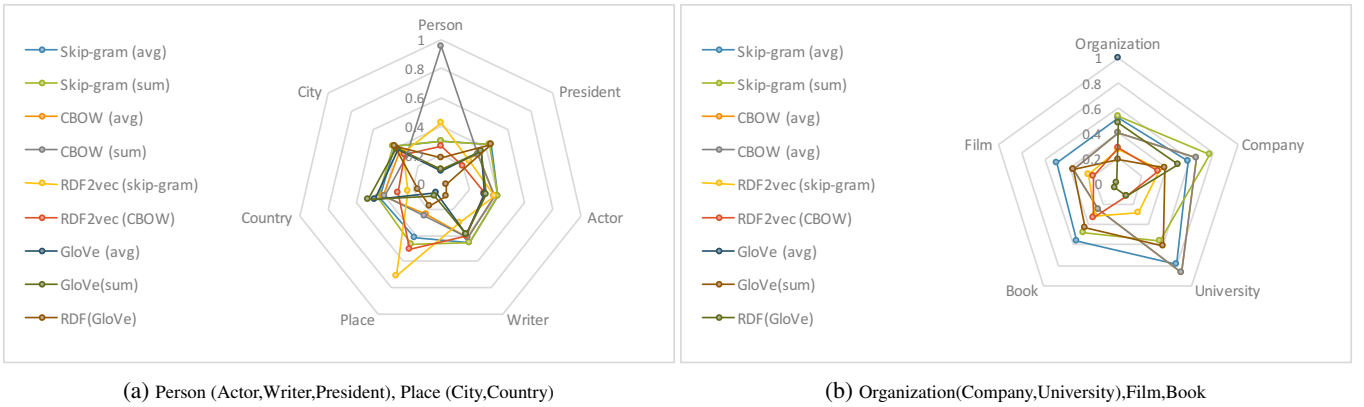 Person
1
0.8
0.6
0.4
0.2
0
President
Actor
Writer
Place
Country
City
Skip-gram (avg)
Skip-gram (sum)
CBOW (avg)
CBOW (sum)
RDF2vec (skip-gram)
RDF2vec (CBOW)
GloVe (avg)
GloVe(sum)
RDF(GloVe)
(a) Person (Actor,Writer,President), Place (City,Country)
Organization
1
0.8
0.6
0.4
0.2
0
Company
University
Book
Film
Skip-gram (avg)
Skip-gram (sum)
CBOW (avg)
CBOW (avg)
RDF2vec (skip-gram)
RDF2vec (CBOW)
GloVe (avg)
GloVe(sum)
RDF(GloVe)
(b) Organization(Company,University),Film,Book